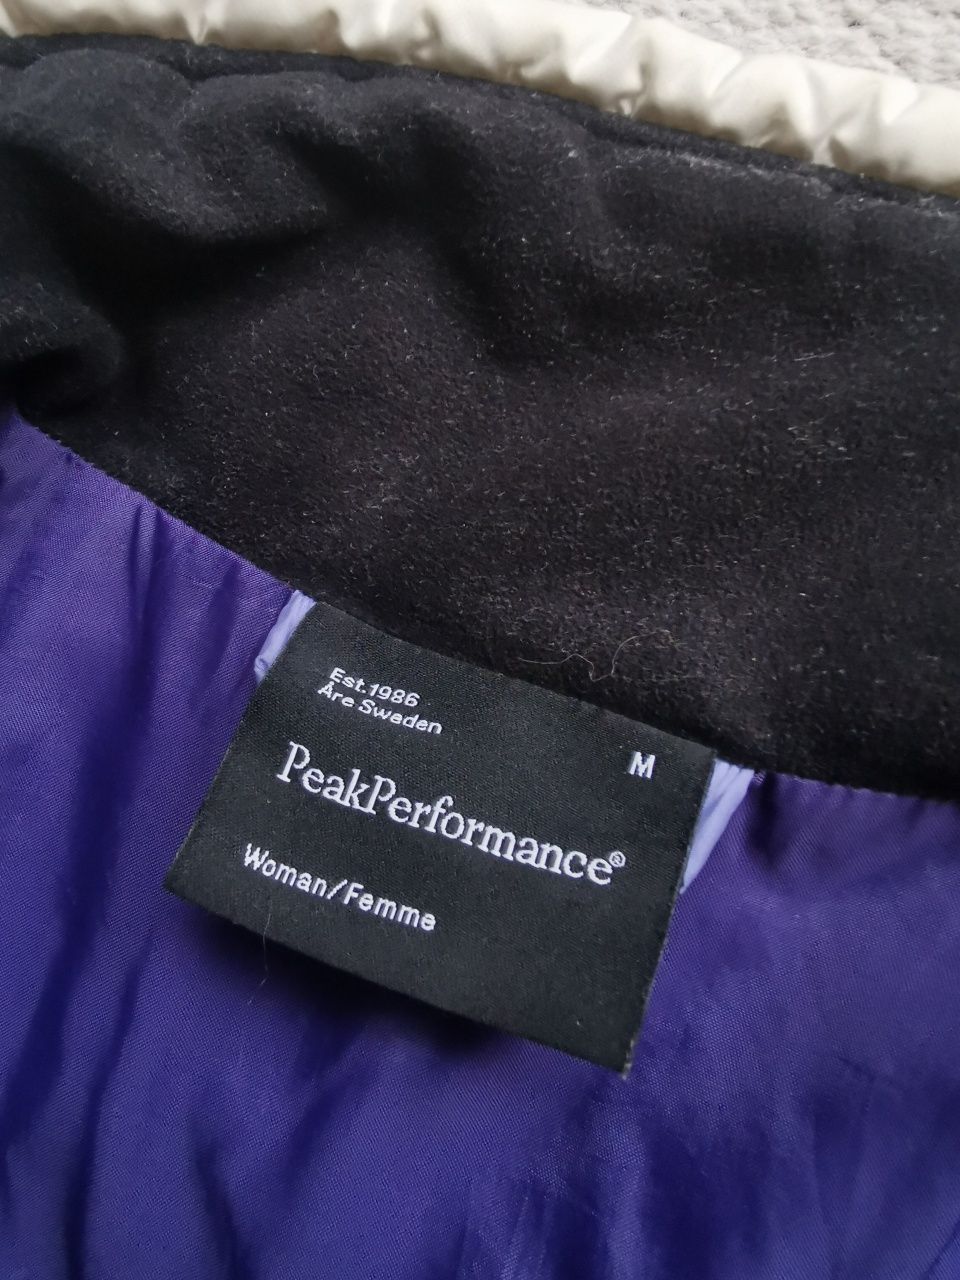 Est.1986
Åre Sweden
M
PeakPerformance®
Woman/Femme